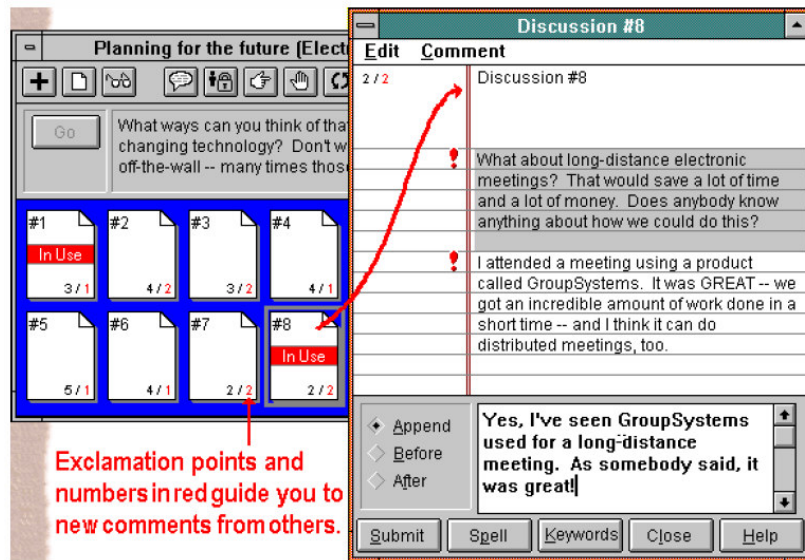 Planning for the future (Electr
Go
What ways can you think of tha
changing technology? Don't w
off-the-wall -- many times those
#1
In Use
3 / 1
#2
4 / 2
#3
3 / 2
#4
4 / 1
#5
5 / 1
#6
4 / 1
#7
2 / 2
#8
In Use
2 / 2
Exclamation points and
numbers in red guide you to
new comments from others.
Discussion #8
Edit Comment
2 / 2
Discussion #8
! What about long-distance electronic
meetings? That would save a lot of time
and a lot of money. Does anybody know
anything about how we could do this?
! I attended a meeting using a product
called GroupSystems. It was GREAT -- we
got an incredible amount of work done in a
short time -- and I think it can do
distributed meetings, too.
Append
Before
After
Yes, I've seen GroupSystems
used for a long-distance
meeting. As somebody said, it
was great!
Submit Spell Keywords Close Help